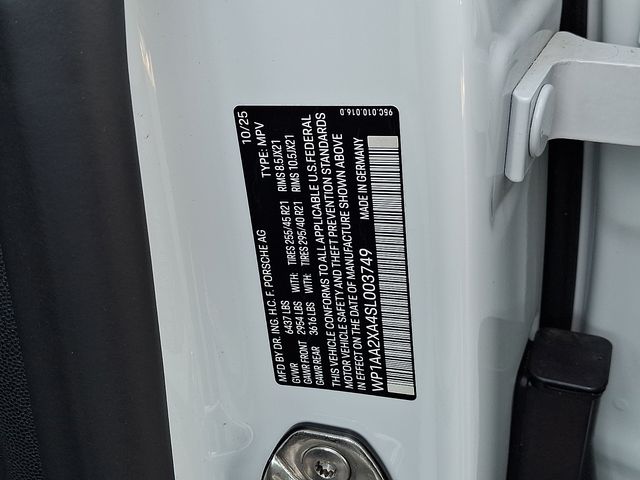 MFD BY DR. ING. H.C. F. PORSCHE AG 10/25
GVWR 6437 LBS TYPE: MPV
GAWR FRONT 2954 LBS WITH: TIRES 255/45 R21 RIMS 8.5JX21
GAWR REAR 3616 LBS WITH: TIRES 295/40 R21 RIMS 10.5JX21
THIS VEHICLE CONFORMS TO ALL APPLICABLE U.S.FEDERAL
MOTOR VEHICLE SAFETY AND THEFT PREVENTION STANDARDS
IN EFFECT ON THE DATE OF MANUFACTURE SHOWN ABOVE
WP1AA2XA4SL003749 MADE IN GERMANY
95C.010.016.0